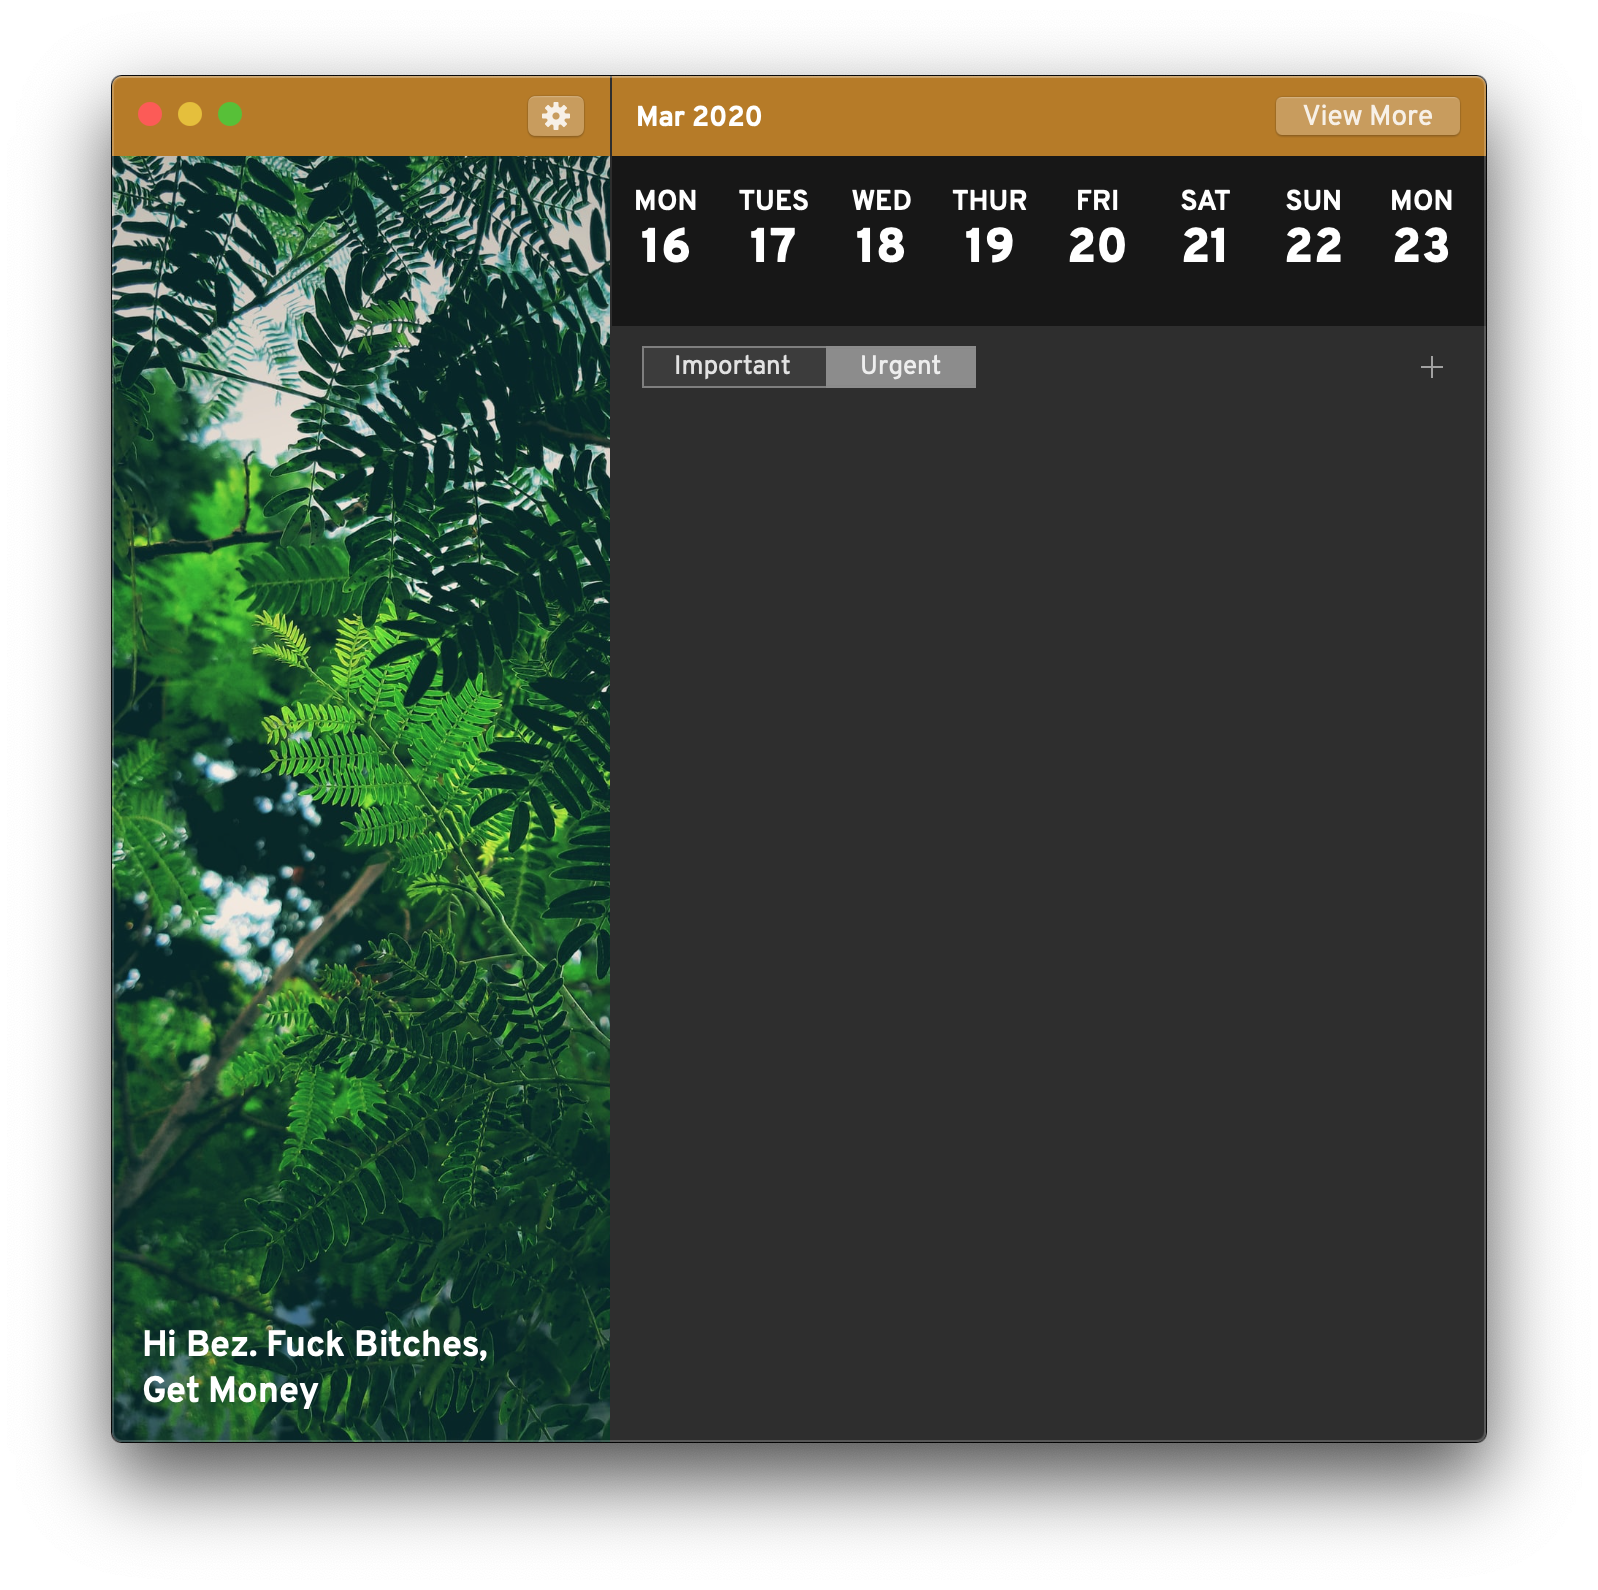 Mar 2020
View More
MON TUES WED THUR FRI SAT SUN MON
16 17 18 19 20 21 22 23
Important Urgent
Hi Bez. Fuck Bitches,
Get Money